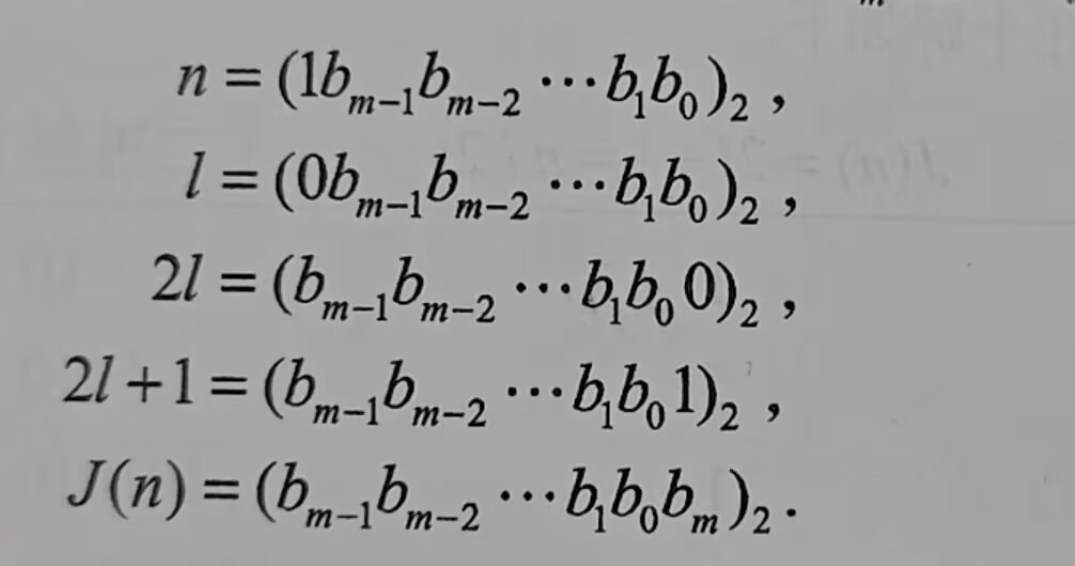 n = (1b_{m−1}b_{m−2} ⋯ b_1b_0)_2 ,
l = (0b_{m−1}b_{m−2} ⋯ b_1b_0)_2 ,
2l = (b_{m−1}b_{m−2} ⋯ b_1b_0 0)_2 ,
2l + 1 = (b_{m−1}b_{m−2} ⋯ b_1b_0 1)_2 ,
J(n) = (b_{m−1}b_{m−2} ⋯ b_1b_0b_m)_2 .